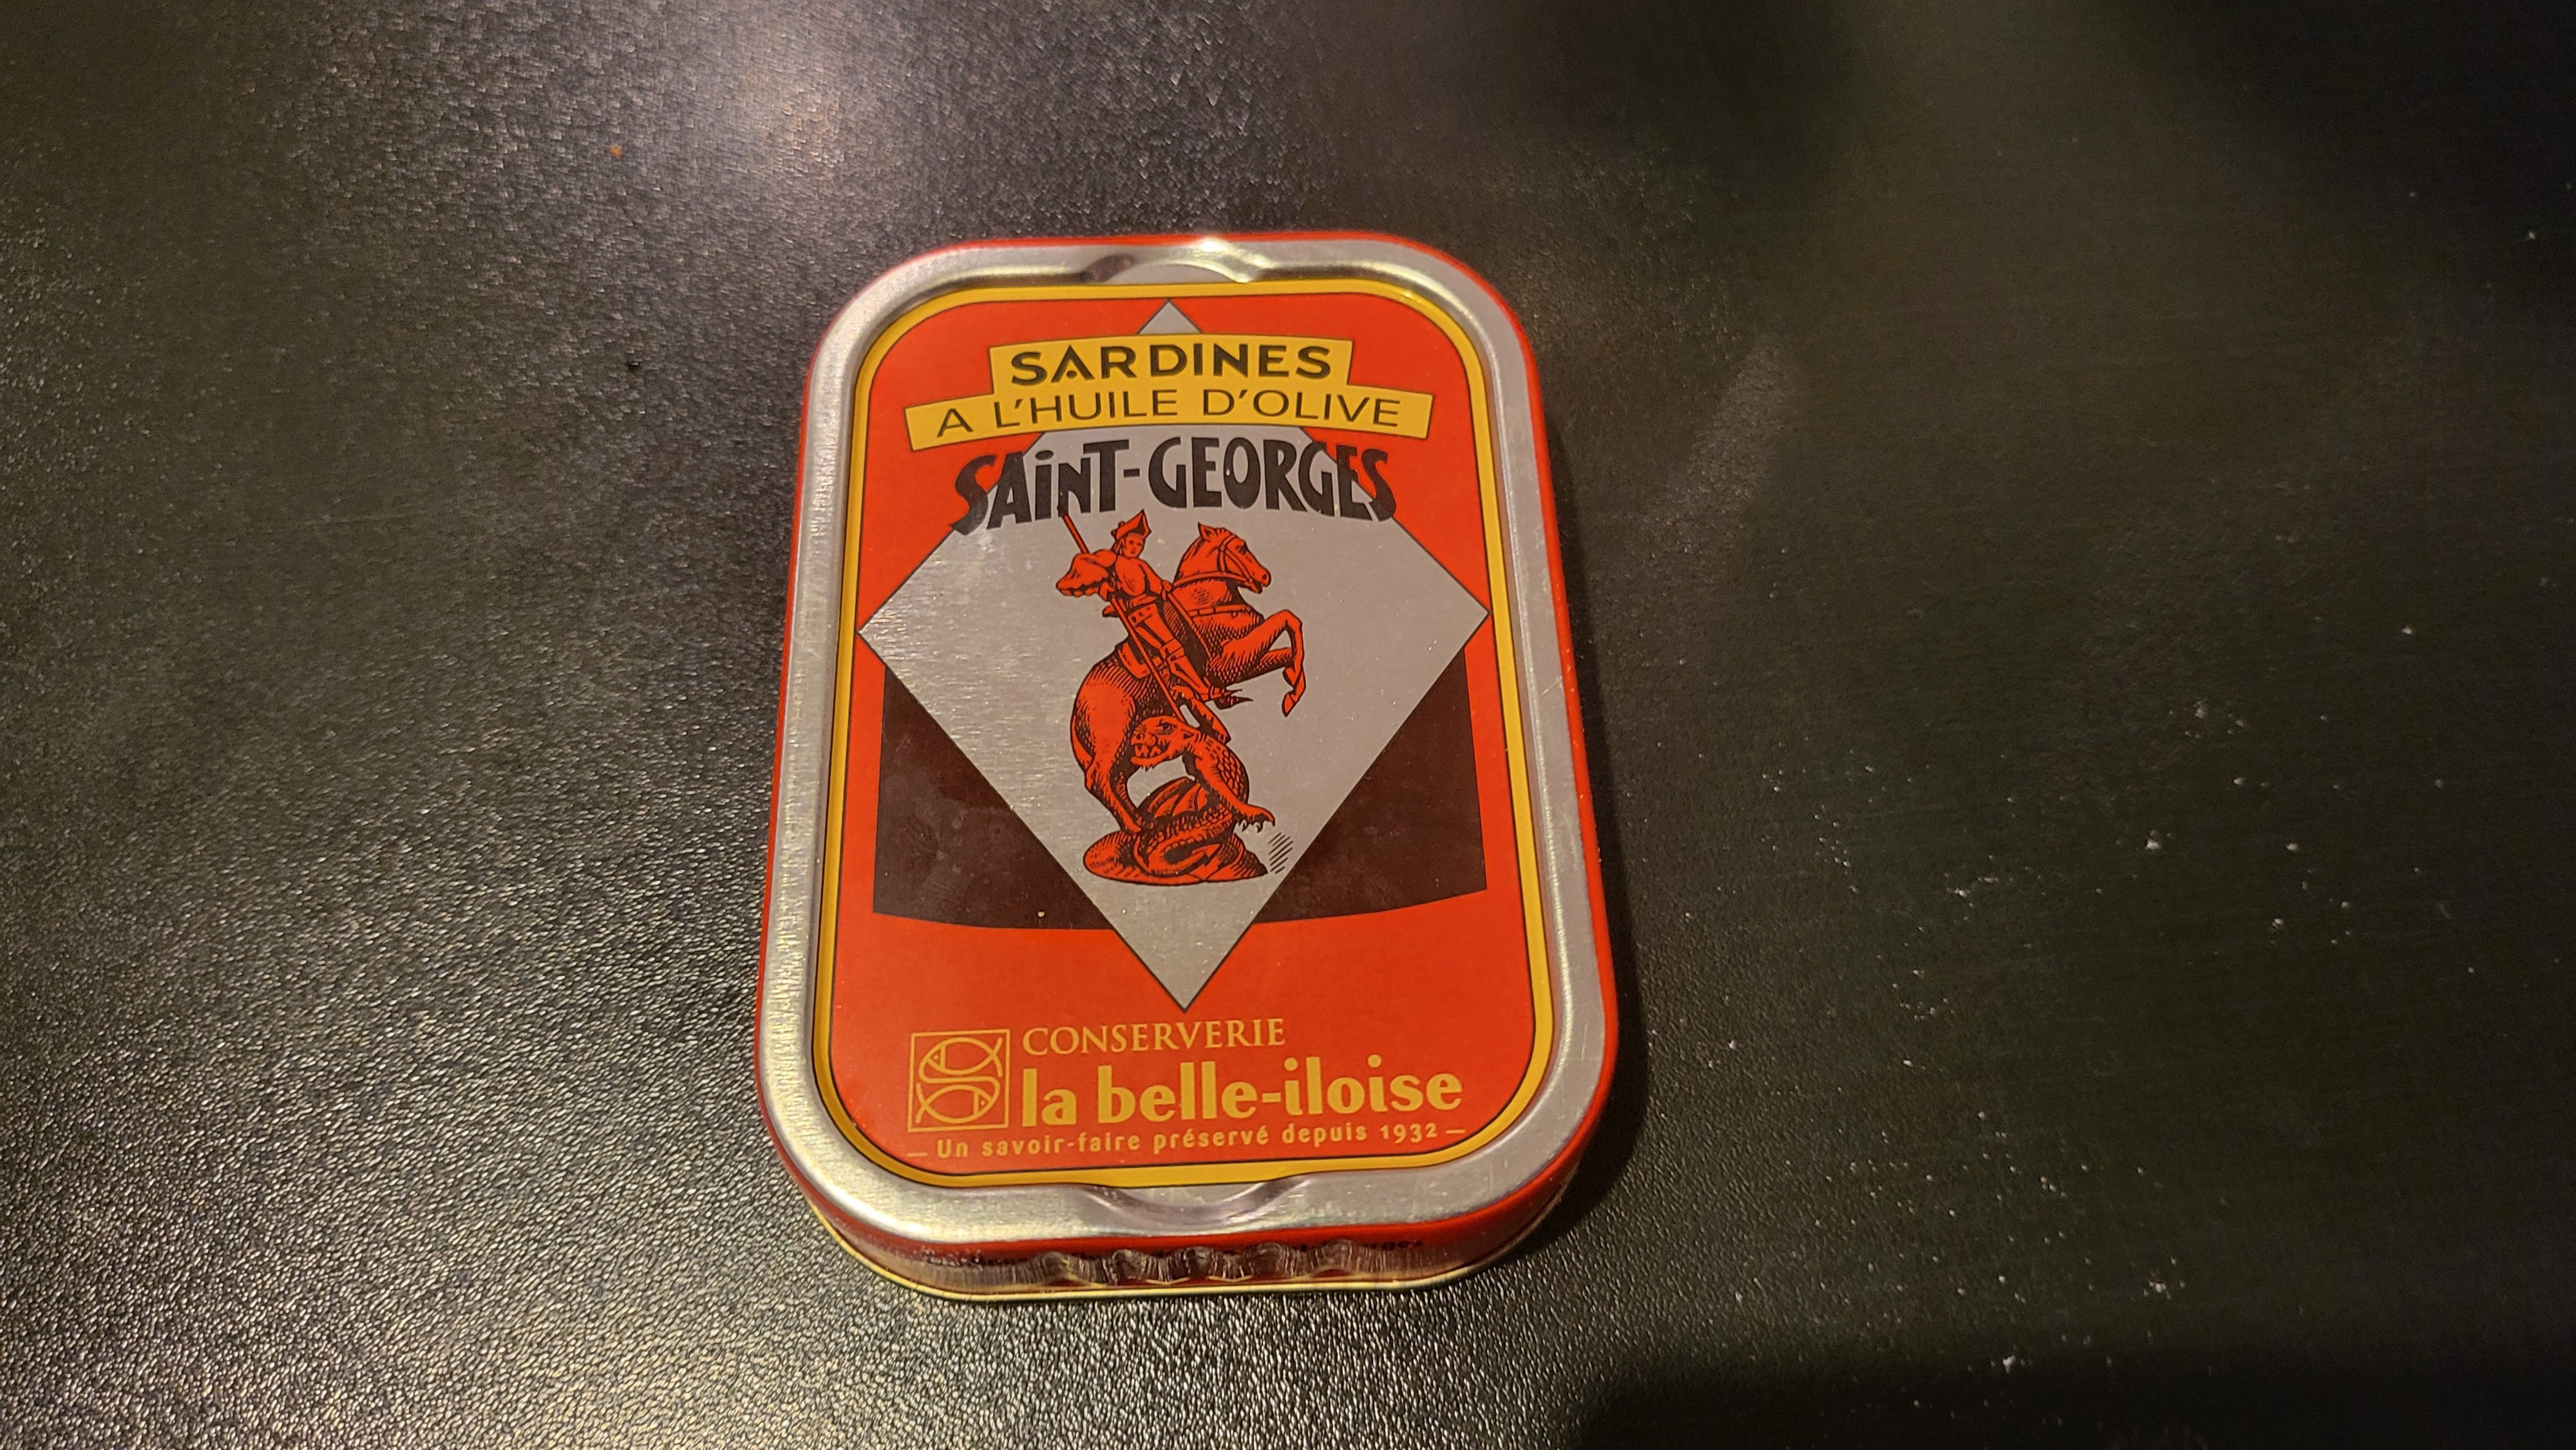 SARDINES
A L'HUILE D'OLIVE
SAiNT-GEORGES
CONSERVERIE
la belle-iloise
— Un savoir-faire préservé depuis 1932 —